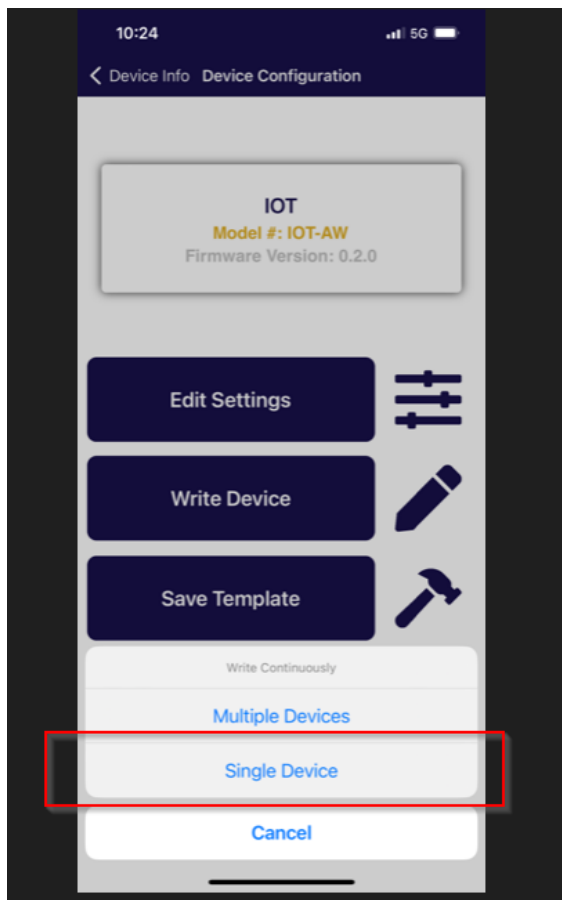 10:24 5G
Device Info Device Configuration
IOT
Model #: IOT-AW
Firmware Version: 0.2.0
Edit Settings
Write Device
Save Template
Write Continuously
Multiple Devices
Single Device
Cancel